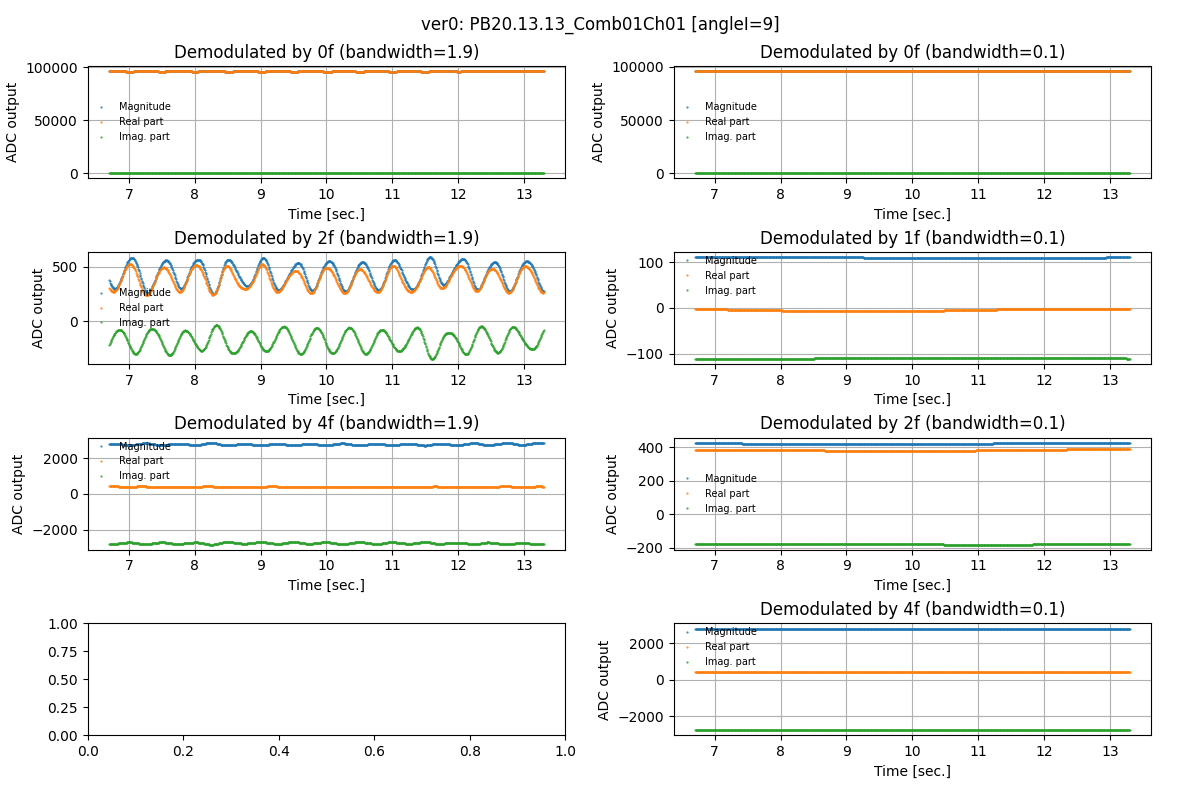 ver0: PB20.13.13_Comb01Ch01 [angleI=9]
Demodulated by 0f (bandwidth=1.9)
100000
50000
0
ADC output
Magnitude
Real part
Imag. part
7 8 9 10 11 12 13
Time [sec.]
Demodulated by 0f (bandwidth=0.1)
100000
50000
0
ADC output
Magnitude
Real part
Imag. part
7 8 9 10 11 12 13
Time [sec.]
Demodulated by 2f (bandwidth=1.9)
500
0
ADC output
Magnitude
Real part
Imag. part
7 8 9 10 11 12 13
Time [sec.]
Demodulated by 1f (bandwidth=0.1)
100
0
−100
ADC output
Magnitude
Real part
Imag. part
7 8 9 10 11 12 13
Time [sec.]
Demodulated by 4f (bandwidth=1.9)
2000
0
−2000
ADC output
Magnitude
Real part
Imag. part
7 8 9 10 11 12 13
Time [sec.]
Demodulated by 2f (bandwidth=0.1)
400
200
0
−200
ADC output
Magnitude
Real part
Imag. part
7 8 9 10 11 12 13
Time [sec.]
1.00
0.75
0.50
0.25
0.00
0.0 0.2 0.4 0.6 0.8 1.0
Demodulated by 4f (bandwidth=0.1)
2000
0
−2000
ADC output
Magnitude
Real part
Imag. part
7 8 9 10 11 12 13
Time [sec.]